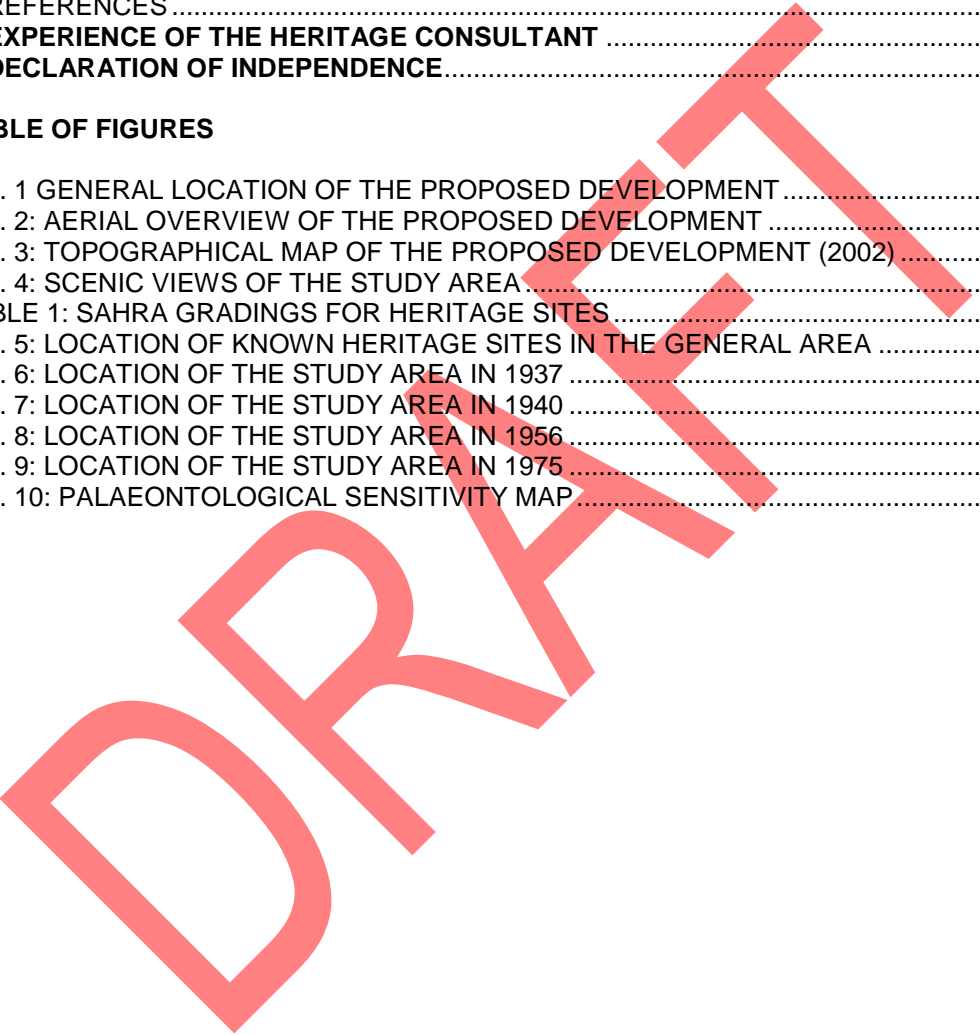 REFERENCES ........................................................................................................
EXPERIENCE OF THE HERITAGE CONSULTANT ..................................................
DECLARATION OF INDEPENDENCE........................................................................
BLE OF FIGURES
. 1 GENERAL LOCATION OF THE PROPOSED DEVELOPMENT ...........................
. 2: AERIAL OVERVIEW OF THE PROPOSED DEVELOPMENT ............................
. 3: TOPOGRAPHICAL MAP OF THE PROPOSED DEVELOPMENT (2002) ...........
. 4: SCENIC VIEWS OF THE STUDY AREA .............................................................
BLE 1: SAHRA GRADINGS FOR HERITAGE SITES ................................................
. 5: LOCATION OF KNOWN HERITAGE SITES IN THE GENERAL AREA ..............
. 6: LOCATION OF THE STUDY AREA IN 1937 .......................................................
. 7: LOCATION OF THE STUDY AREA IN 1940 .......................................................
. 8: LOCATION OF THE STUDY AREA IN 1956 .......................................................
. 9: LOCATION OF THE STUDY AREA IN 1975 .......................................................
. 10: PALAEONTOLOGICAL SENSITIVITY MAP .....................................................
DRAFT